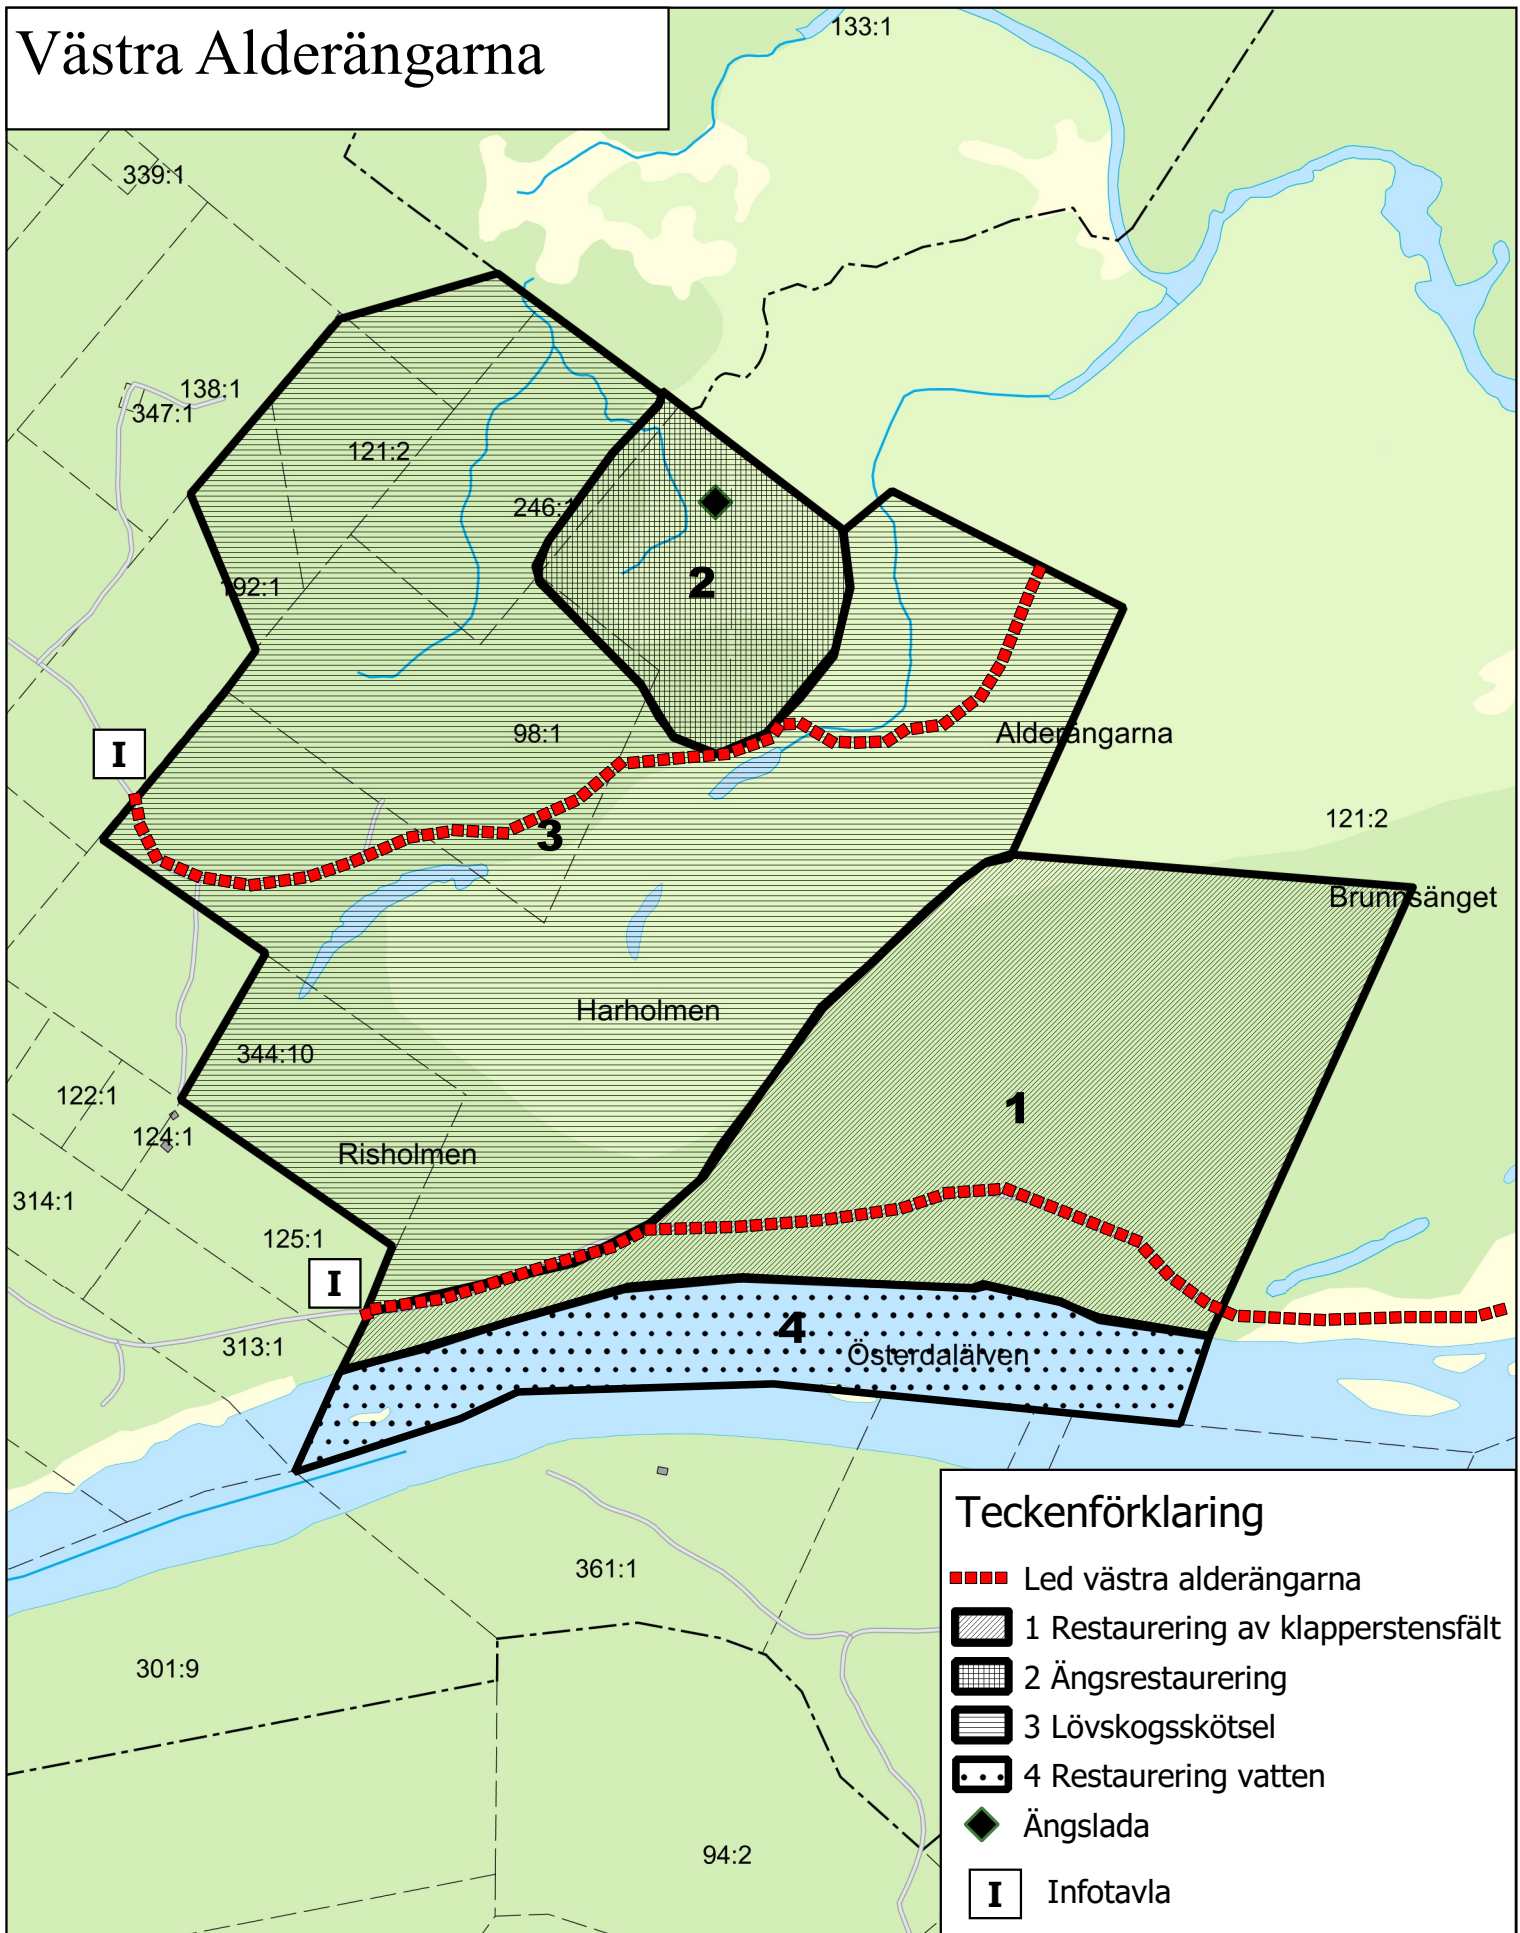 Västra Alderängarna
133:1
339:1
138:1
347:1
121:2
246:1
192:1
2
98:1
I
Alderängarna
3
121:2
Brunnsänget
Harholmen
344:10
122:1
1
124:1
Risholmen
314:1
125:1
I
313:1
4
Österdalälven
361:1
301:9
94:2
Teckenförklaring
Led västra alderängarna
1 Restaurering av klapperstensfält
2 Ängsrestaurering
3 Lövskogsskötsel
4 Restaurering vatten
Ängslada
I Infotavla